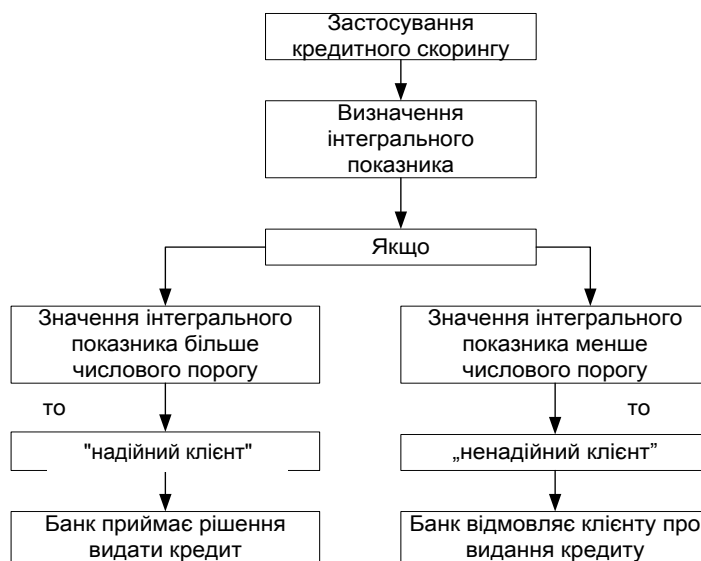 Застосування
кредитного скорингу
Визначення
інтегрального
показника
Якщо
Значення інтегрального
показника більше
числового порогу
Значення інтегрального
показника менше
числового порогу
то
то
"надійний клієнт"
„ненадійний клієнт”
Банк приймає рішення
видати кредит
Банк відмовляє клієнту про
видання кредиту